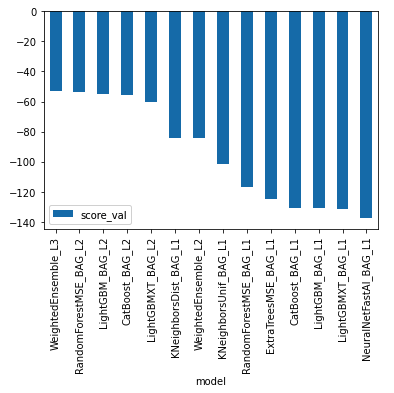 0
−20
−40
−60
−80
−100
−120
−140
score_val
WeightedEnsemble_L3
RandomForestMSE_BAG_L2
LightGBM_BAG_L2
CatBoost_BAG_L2
LightGBMXT_BAG_L2
KNeighborsDist_BAG_L1
WeightedEnsemble_L2
KNeighborsUnif_BAG_L1
RandomForestMSE_BAG_L1
ExtraTreesMSE_BAG_L1
CatBoost_BAG_L1
LightGBM_BAG_L1
LightGBMXT_BAG_L1
NeuralNetFastAI_BAG_L1
model